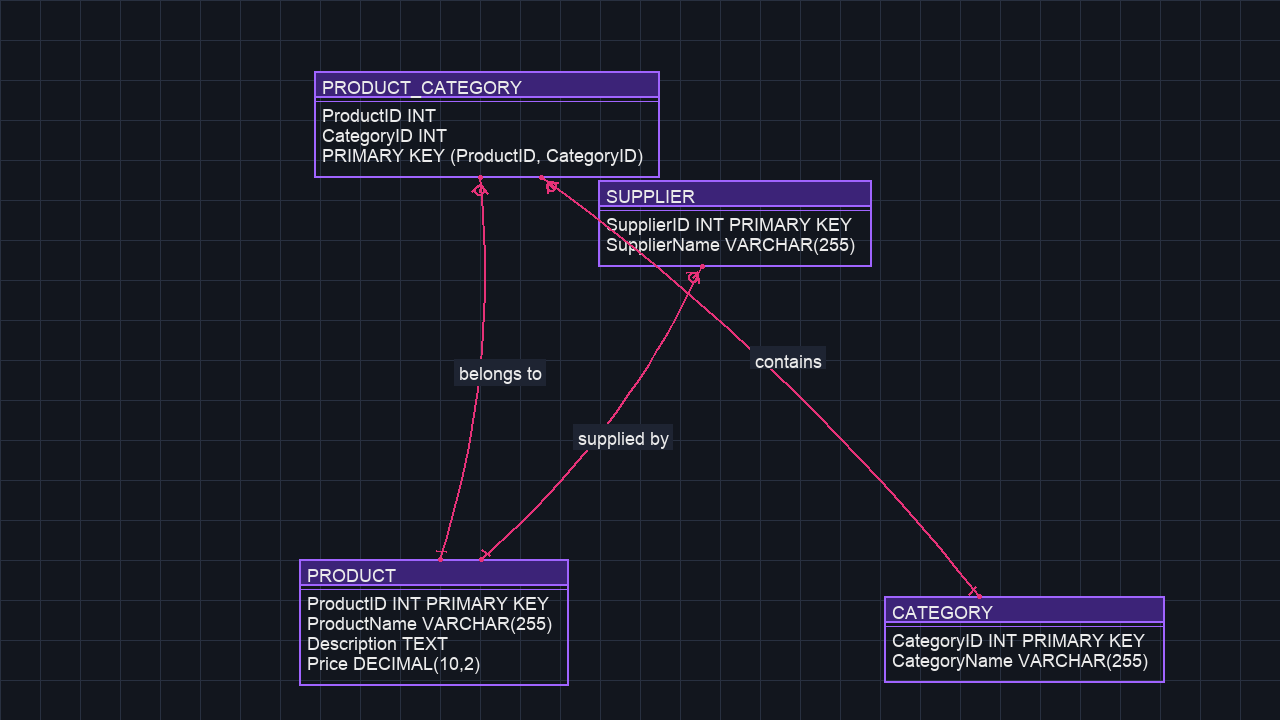 PRODUCT_CATEGORY
ProductID INT
CategoryID INT
PRIMARY KEY (ProductID, CategoryID)
SUPPLIER
SupplierID INT PRIMARY KEY
SupplierName VARCHAR(255)
contains
belongs to
supplied by
PRODUCT
ProductID INT PRIMARY KEY
ProductName VARCHAR(255)
Description TEXT
Price DECIMAL(10,2)
CATEGORY
CategoryID INT PRIMARY KEY
CategoryName VARCHAR(255)